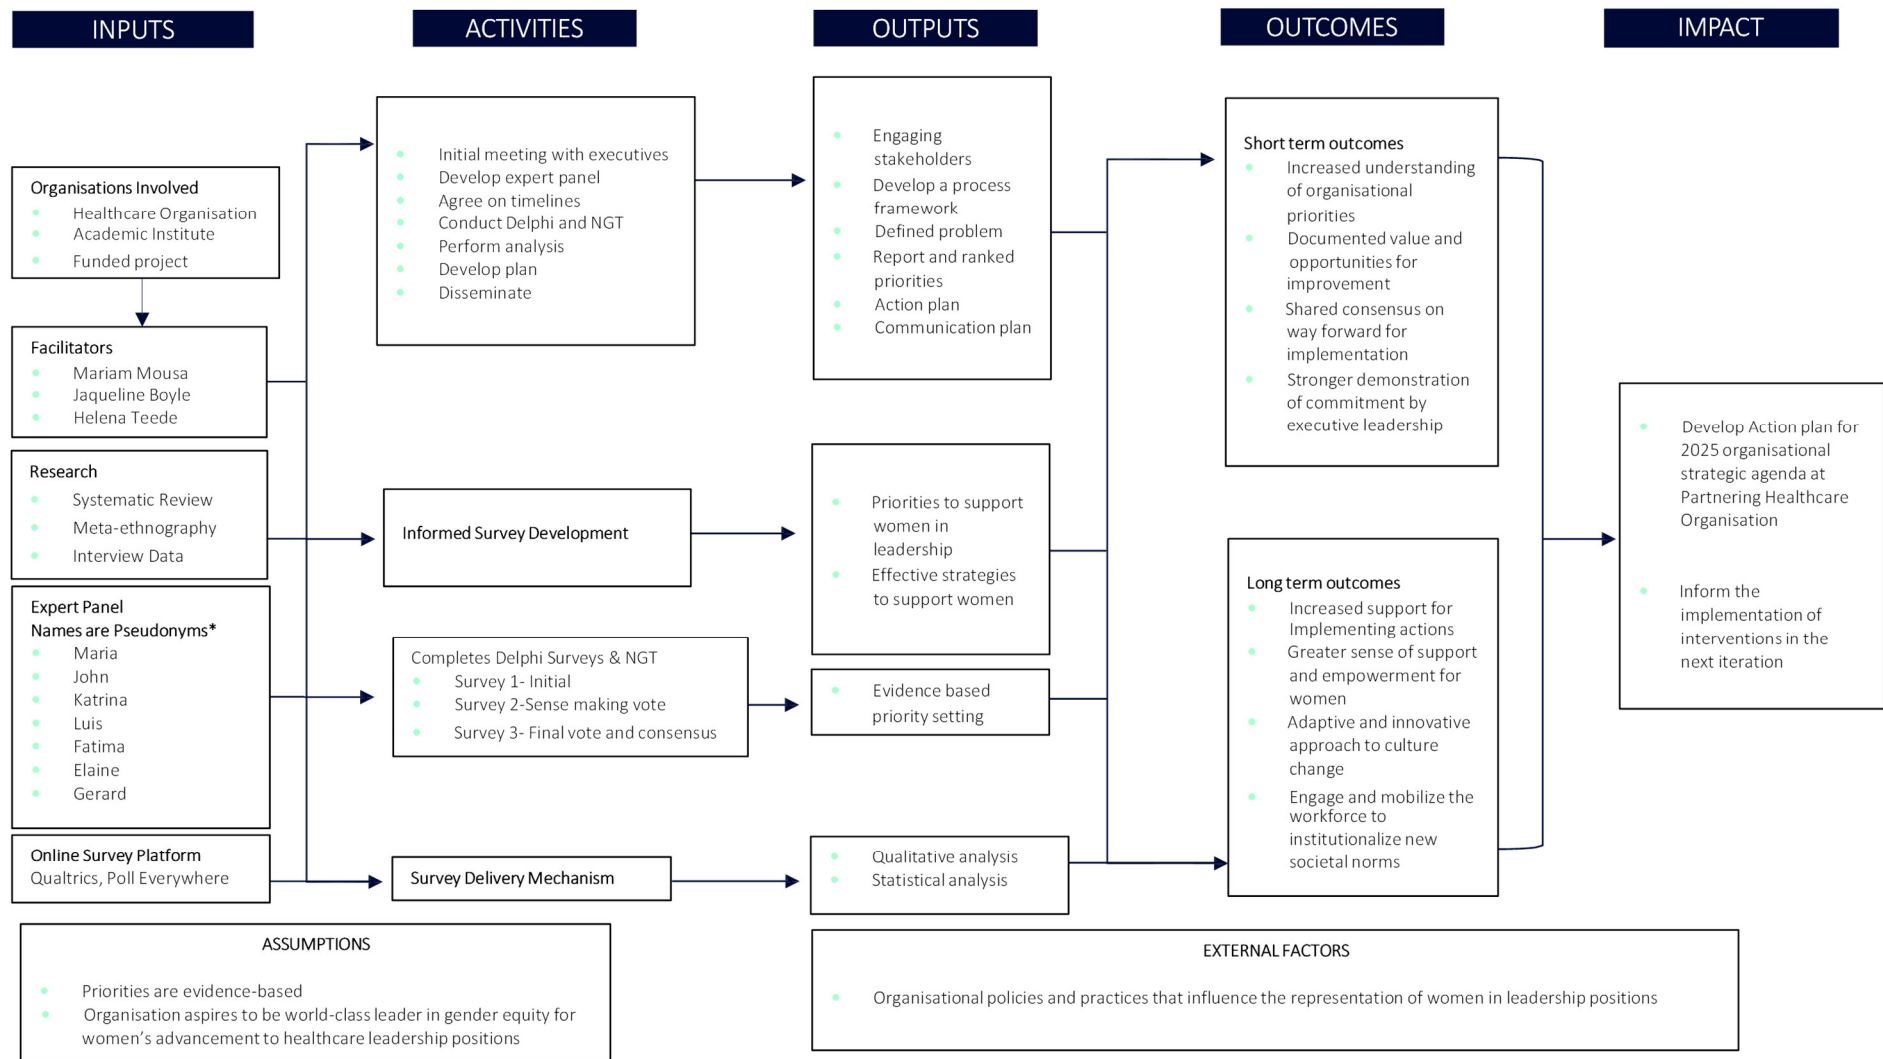 INPUTS
ACTIVITIES
OUTPUTS
OUTCOMES
IMPACT
Organisations Involved
Healthcare Organisation
Academic Institute
Funded project
Facilitators
Mariam Mousa
Jaqueline Boyle
Helena Teede
Research
Systematic Review
Meta-ethnography
Interview Data
Expert Panel
Names are Pseudonyms*
Maria
John
Katrina
Luis
Fatima
Elaine
Gerard
Online Survey Platform
Qualtrics, Poll Everywhere
Initial meeting with executives
Develop expert panel
Agree on timelines
Conduct Delphi and NGT
Perform analysis
Develop plan
Disseminate
Informed Survey Development
Completes Delphi Surveys & NGT
Survey 1- Initial
Survey 2-Sense making vote
Survey 3- Final vote and consensus
Survey Delivery Mechanism
Engaging
stakeholders
Develop a process
framework
Defined problem
Report and ranked
priorities
Action plan
Communication plan
Priorities to support
women in
leadership
Effective strategies
to support women
Evidence based
priority setting
Qualitative analysis
Statistical analysis
Short term outcomes
Increased understanding
of organisational
priorities
Documented value and
opportunities for
improvement
Shared consensus on
way forward for
implementation
Stronger demonstration
of commitment by
executive leadership
Long term outcomes
Increased support for
Implementing actions
Greater sense of support
and empowerment for
women
Adaptive and innovative
approach to culture
change
Engage and mobilize the
workforce to
institutionalize new
societal norms
Develop Action plan for
2025 organisational
strategic agenda at
Partnering Healthcare
Organisation
Inform the
implementation of
interventions in the
next iteration
ASSUMPTIONS
Priorities are evidence-based
Organisation aspires to be world-class leader in gender equity for
women's advancement to healthcare leadership positions
EXTERNAL FACTORS
Organisational policies and practices that influence the representation of women in leadership positions